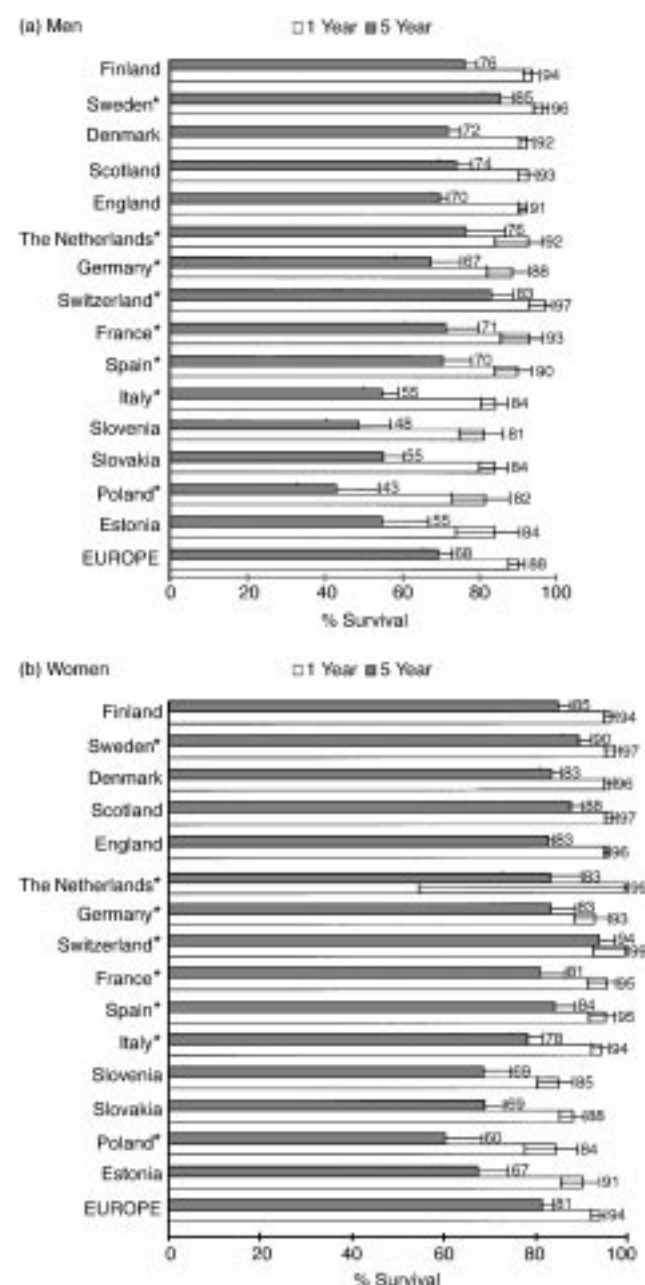 (a) Men □ 1 Year ■ 5 Year
Finland 76
94
Sweden* 85
96
Denmark 72
92
Scotland 74
93
England 70
91
The Netherlands* 76
92
Germany* 67
88
Switzerland* 83
97
France* 71
93
Spain* 70
90
Italy* 55
84
Slovenia 48
81
Slovakia 55
84
Poland* 43
82
Estonia 55
84
EUROPE 68
88
0 20 40 60 80 100
% Survival
(b) Women □ 1 Year ■ 5 Year
Finland 85
94
Sweden* 90
97
Denmark 83
96
Scotland 88
97
England 83
96
The Netherlands* 83
Germany* 83
93
Switzerland* 94
99
France* 81
95
Spain* 84
95
Italy* 78
94
Slovenia 69
85
Slovakia 69
88
Poland* 60
84
Estonia 67
91
EUROPE 81
94
0 20 40 60 80 100
% Survival